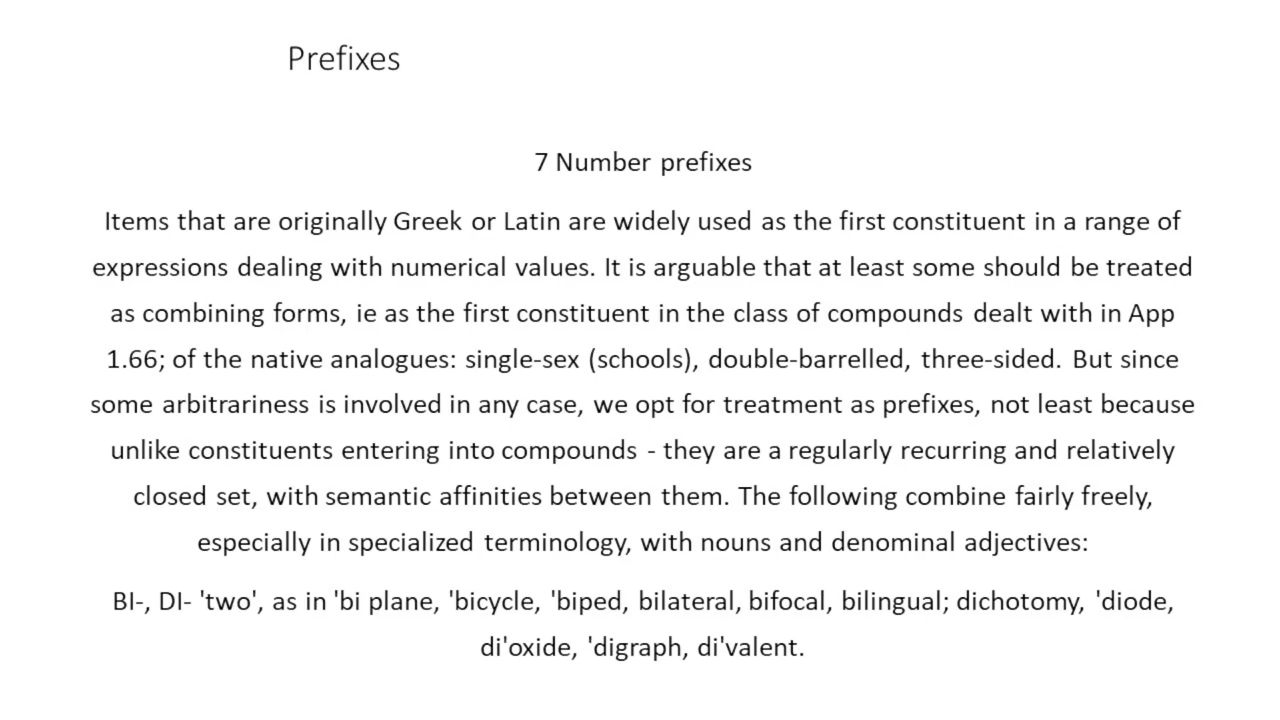 Prefixes
7 Number prefixes
Items that are originally Greek or Latin are widely used as the first constituent in a range of
expressions dealing with numerical values. It is arguable that at least some should be treated
as combining forms, ie as the first constituent in the class of compounds dealt with in App
1.66; of the native analogues: single-sex (schools), double-barrelled, three-sided. But since
some arbitrariness is involved in any case, we opt for treatment as prefixes, not least because
unlike constituents entering into compounds - they are a regularly recurring and relatively
closed set, with semantic affinities between them. The following combine fairly freely,
especially in specialized terminology, with nouns and denominal adjectives:
BI-, DI- 'two', as in 'bi plane, 'bicycle, 'biped, bilateral, bifocal, bilingual; dichotomy, 'diode,
di'oxide, 'digraph, di'valent.